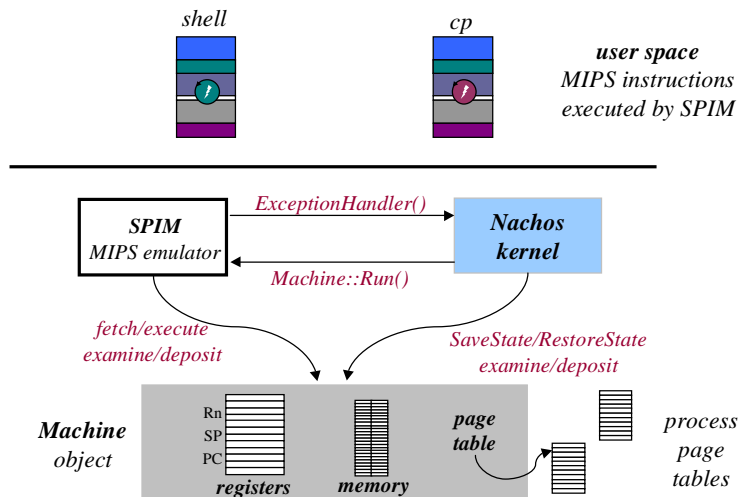 shell
cp
user space
MIPS instructions
executed by SPIM
ExceptionHandler()
SPIM
MIPS emulator
Nachos
kernel
Machine::Run()
fetch/execute
examine/deposit
SaveState/RestoreState
examine/deposit
Machine
object
Rn
SP
PC
registers
memory
page
table
process
page
tables